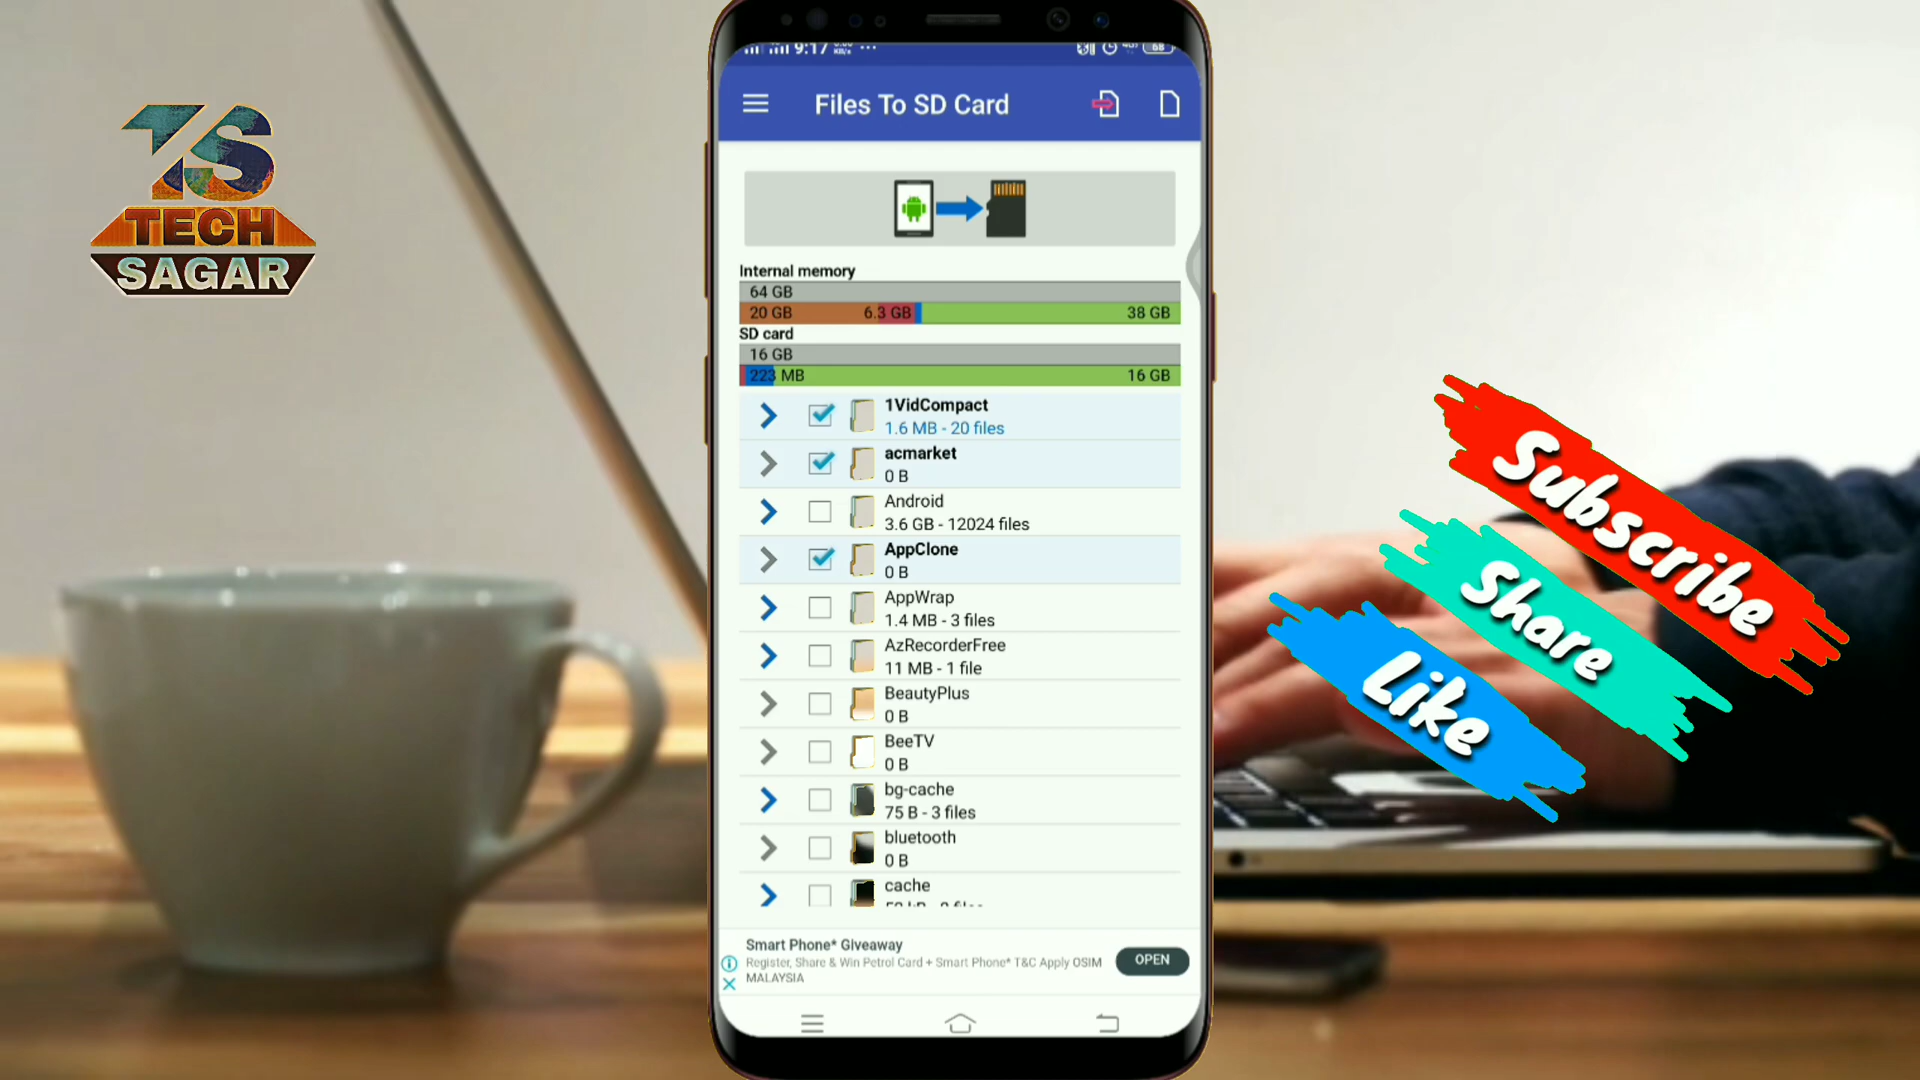 TS
TECH
SAGAR
9:17
68
Files To SD Card
Internal memory
64 GB
20 GB 6.3 GB 38 GB
SD card
16 GB
223 MB 16 GB
1VidCompact
1.6 MB - 20 files
acmarket
0 B
Android
3.6 GB - 12024 files
AppClone
0 B
AppWrap
1.4 MB - 3 files
AzRecorderFree
11 MB - 1 file
BeautyPlus
0 B
BeeTV
0 B
bg-cache
75 B - 3 files
bluetooth
0 B
cache
Smart Phone* Giveaway
Register, Share & Win Petrol Card + Smart Phone* T&C Apply OSIM
MALAYSIA
OPEN
Subscribe
Share
Like